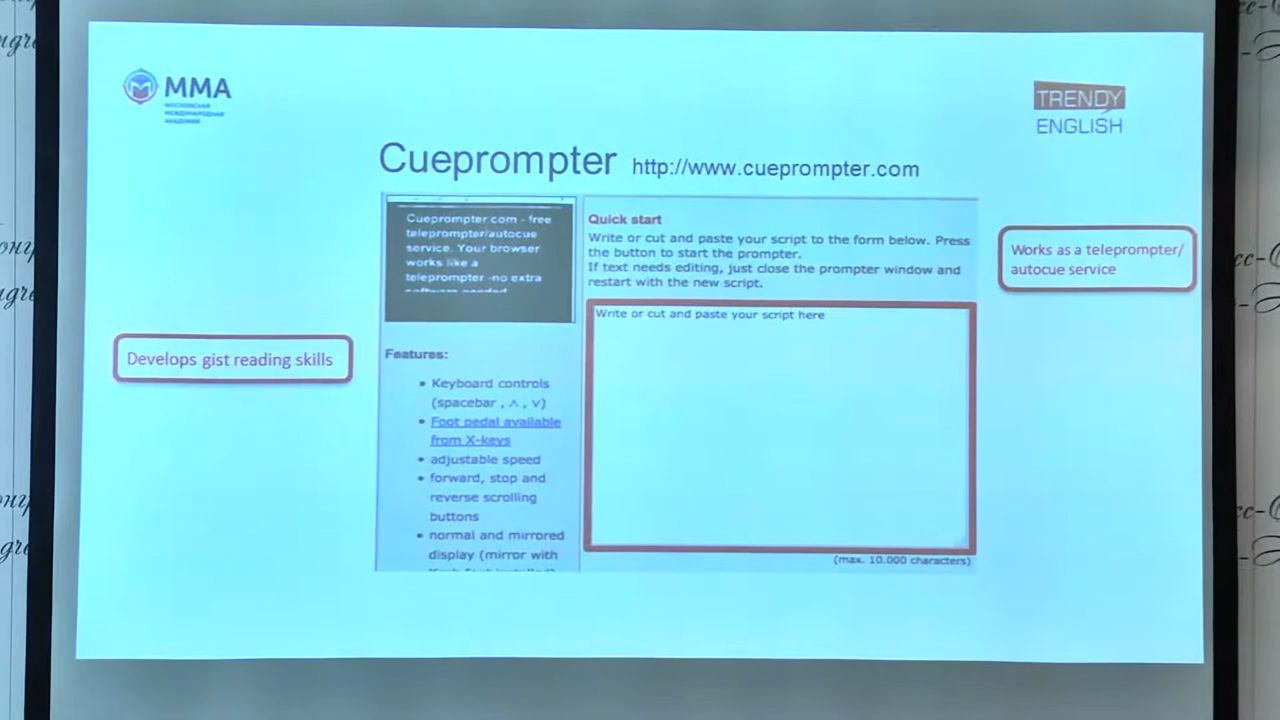 MMA
МОСКОВСКАЯ
МЕЖДУНАРОДНАЯ
АКАДЕМИЯ
TRENDY
ENGLISH
Cueprompter http://www.cueprompter.com
Cueprompter.com - free
teleprompter/autocue
service. Your browser
works like a
teleprompter -no extra
software needed
Quick start
Write or cut and paste your script to the form below. Press
the button to start the prompter.
If text needs editing, just close the prompter window and
restart with the new script.
Works as a teleprompter/
autocue service
Write or cut and paste your script here
Develops gist reading skills
Features:
• Keyboard controls
(spacebar , ∧ , v)
• Foot pedal available
from X-keys
• adjustable speed
• forward, stop and
reverse scrolling
buttons
• normal and mirrored
display (mirror with
(max. 10.000 characters)